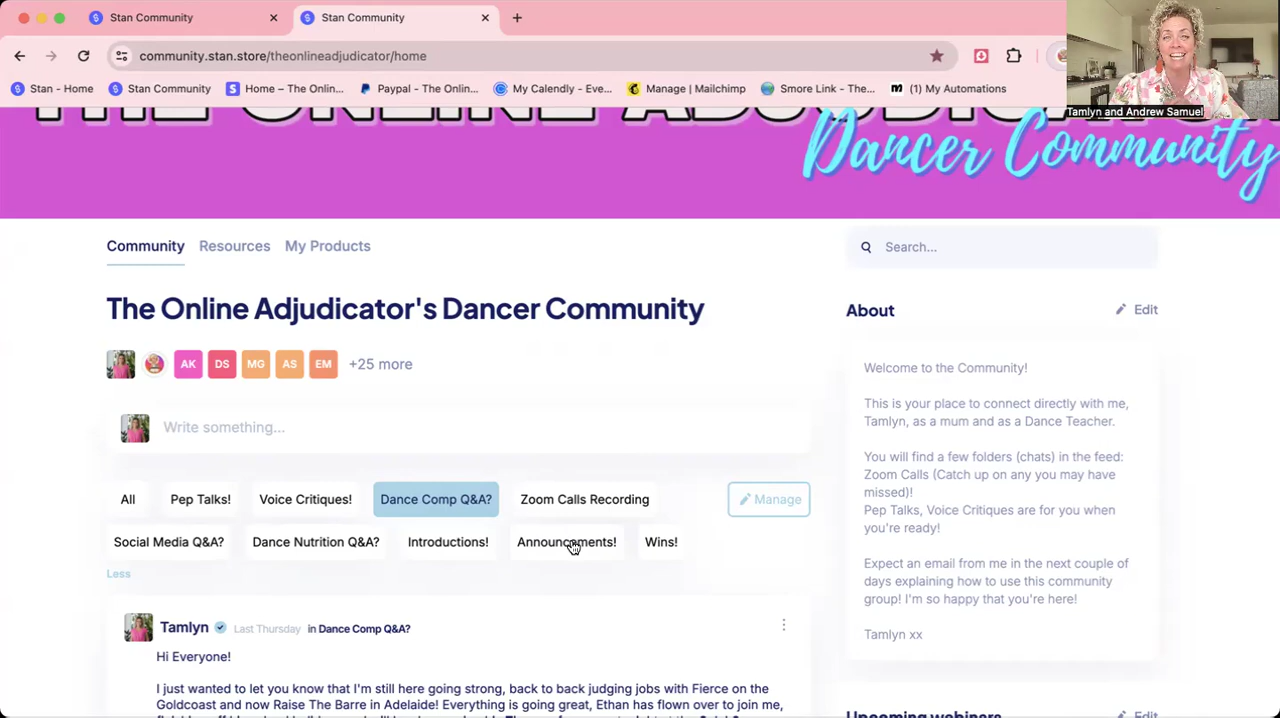 Stan Community
Stan Community
community.stan.store/theonlineadjudicator/home
Stan - Home
Stan Community
Home – The Onlin...
Paypal - The Onlin...
My Calendly - Eve...
Manage | Mailchimp
Smore Link - The...
(1) My Automations
Tamlyn and Andrew Samuel
THE ONLINE ADJUDICATOR'S
Dancer Community
Community
Resources
My Products
Search...
The Online Adjudicator's Dancer Community
About
Edit
AK
DS
MG
AS
EM
+25 more
Write something...
Welcome to the Community!
This is your place to connect directly with me,
Tamlyn, as a mum and as a Dance Teacher.
You will find a few folders (chats) in the feed:
Zoom Calls (Catch up on any you may have
missed)!
Pep Talks, Voice Critiques are for you when
you're ready!
Expect an email from me in the next couple of
days explaining how to use this community
group! I'm so happy that you're here!
Tamlyn xx
All
Pep Talks!
Voice Critiques!
Dance Comp Q&A?
Zoom Calls Recording
Manage
Social Media Q&A?
Dance Nutrition Q&A?
Introductions!
Announcements!
Wins!
Less
Tamlyn
Last Thursday
in Dance Comp Q&A?
Hi Everyone!
I just wanted to let you know that I'm still here going strong, back to back judging jobs with Fierce on the
Goldcoast and now Raise The Barre in Adelaide! Everything is going great, Ethan has flown over to join me,
Upcoming webinars
Edit